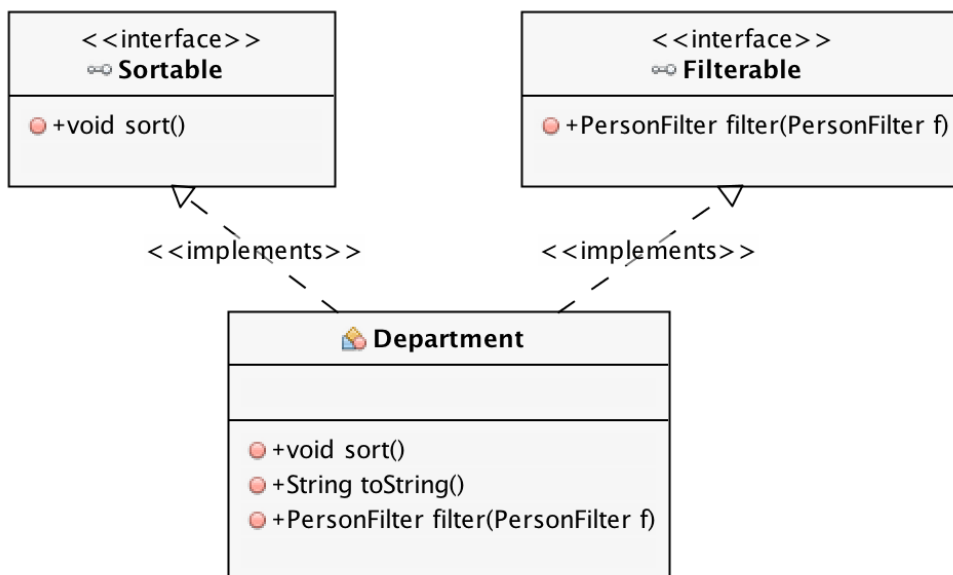 <<interface>>
Sortable
+void sort()
<<interface>>
Filterable
+PersonFilter filter(PersonFilter f)
<<implements>>
<<implements>>
Department
+void sort()
+String toString()
+PersonFilter filter(PersonFilter f)